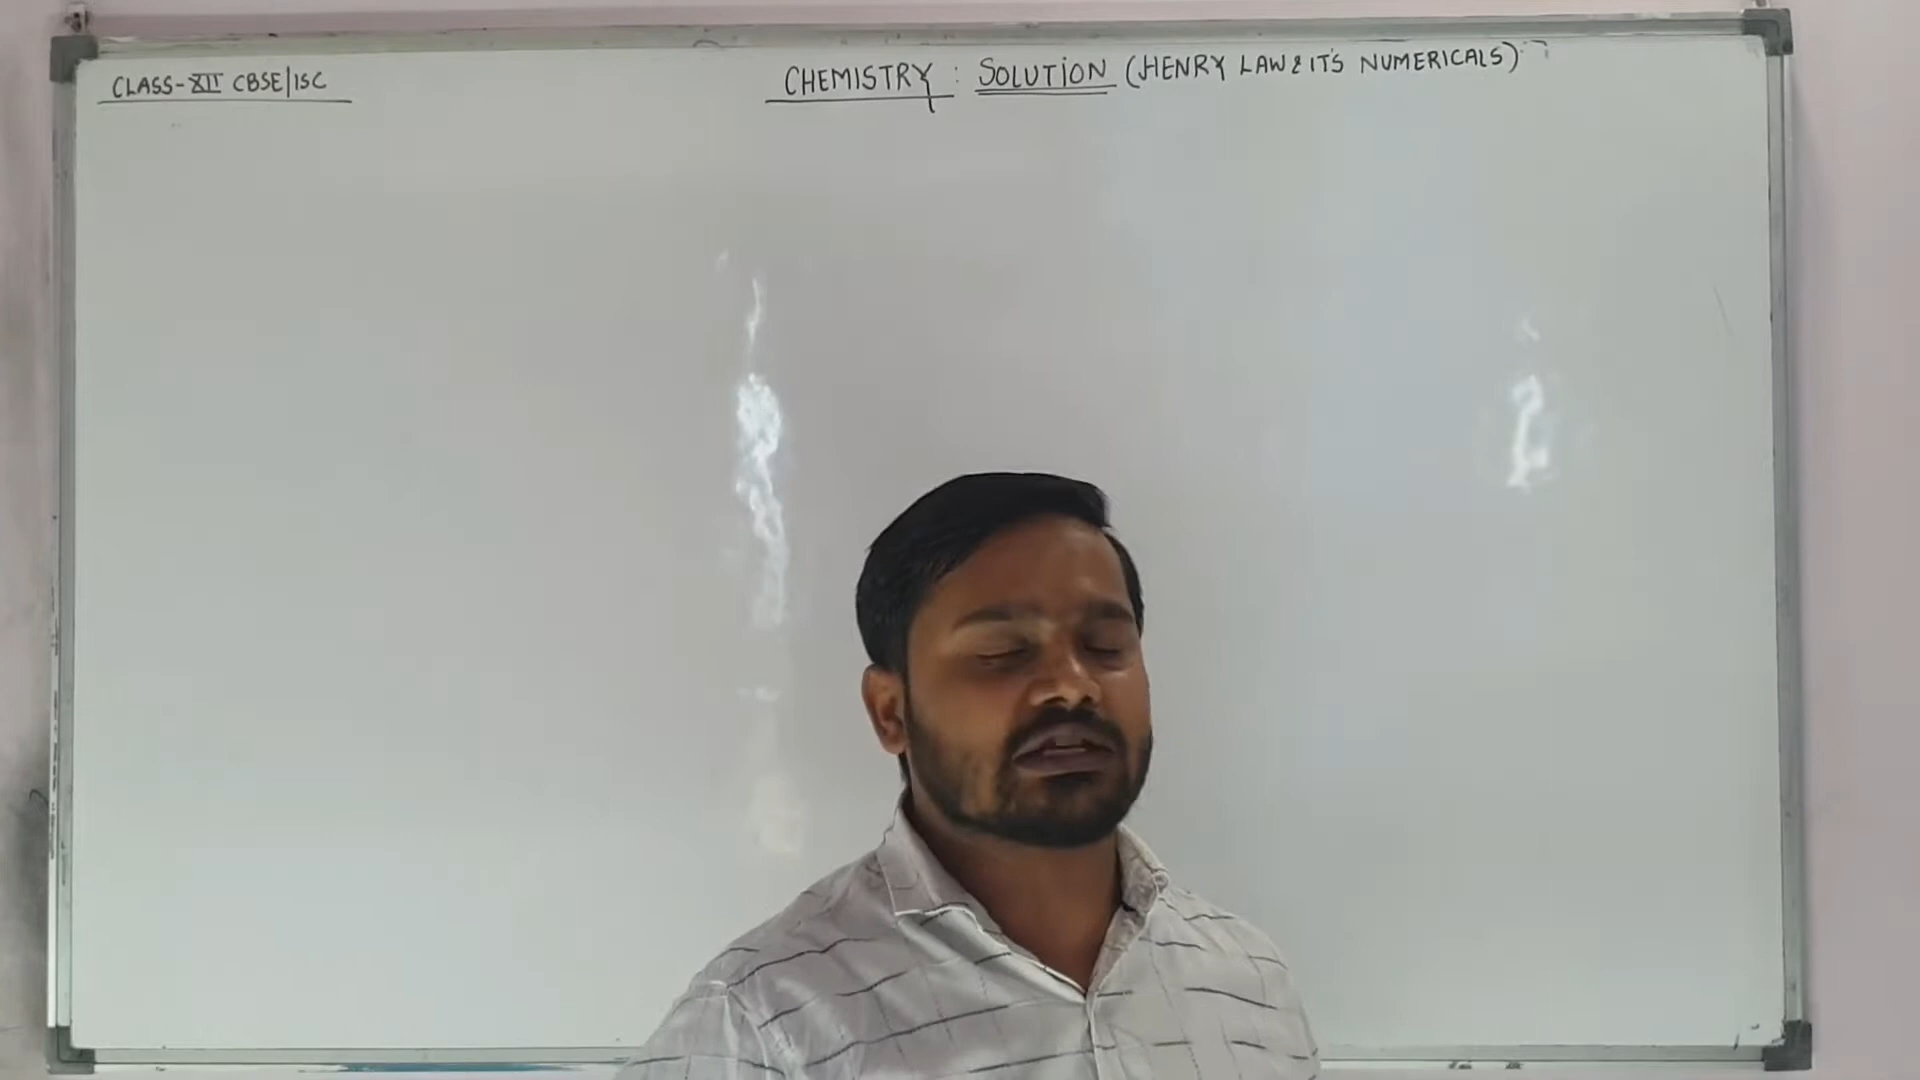 CLASS-XII CBSE/ISC
CHEMISTRY : SOLUTION (HENRY LAW & IT'S NUMERICALS)